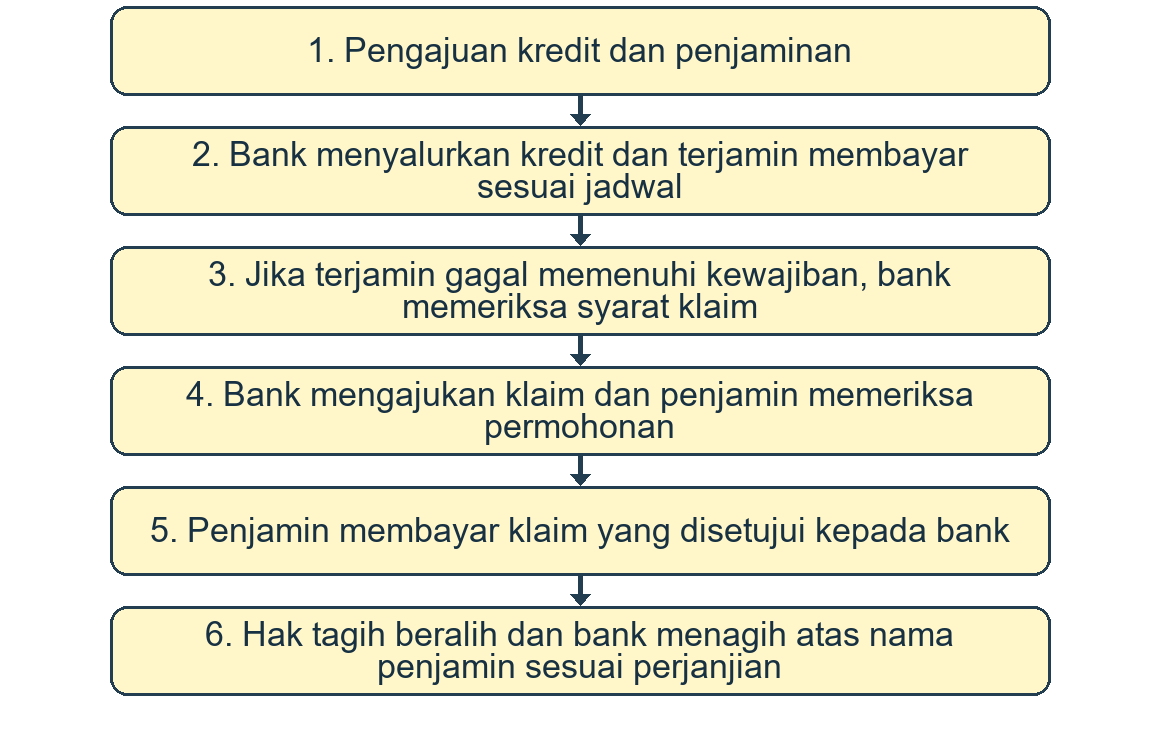 1. Pengajuan kredit dan penjaminan
2. Bank menyalurkan kredit dan terjamin membayar
sesuai jadwal
3. Jika terjamin gagal memenuhi kewajiban, bank
memeriksa syarat klaim
4. Bank mengajukan klaim dan penjamin memeriksa
permohonan
5. Penjamin membayar klaim yang disetujui kepada bank
6. Hak tagih beralih dan bank menagih atas nama
penjamin sesuai perjanjian